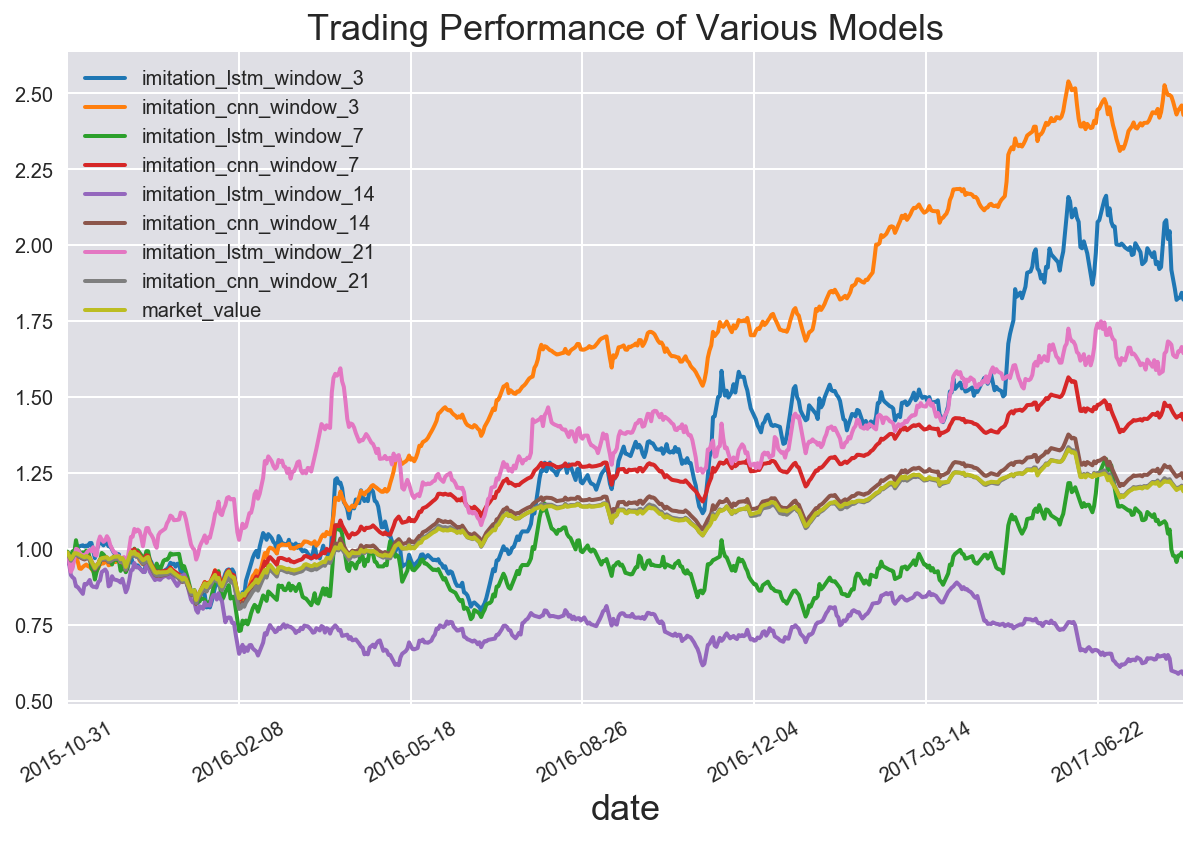 Trading Performance of Various Models
imitation_lstm_window_3
imitation_cnn_window_3
imitation_lstm_window_7
imitation_cnn_window_7
imitation_lstm_window_14
imitation_cnn_window_14
imitation_lstm_window_21
imitation_cnn_window_21
market_value
2.50
2.25
2.00
1.75
1.50
1.25
1.00
0.75
0.50
2015-10-31
2016-02-08
2016-05-18
2016-08-26
2016-12-04
2017-03-14
2017-06-22
date